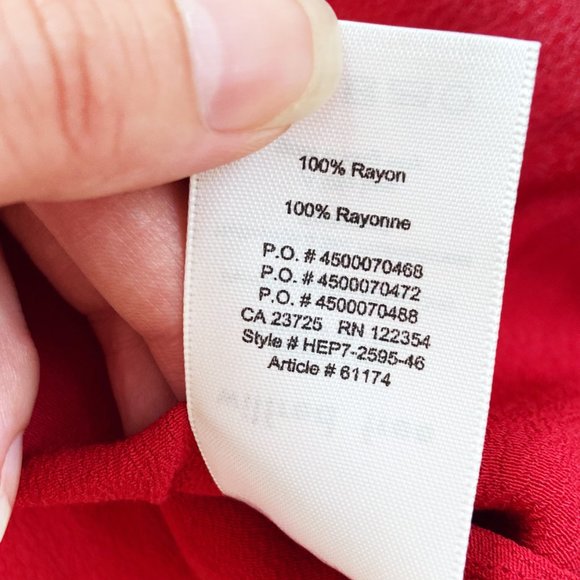 100% Rayon
100% Rayonne
P.O. # 4500070468
P.O. # 4500070472
P.O. # 4500070488
CA 23725 RN 122354
Style # HEP7-2595-46
Article # 61174